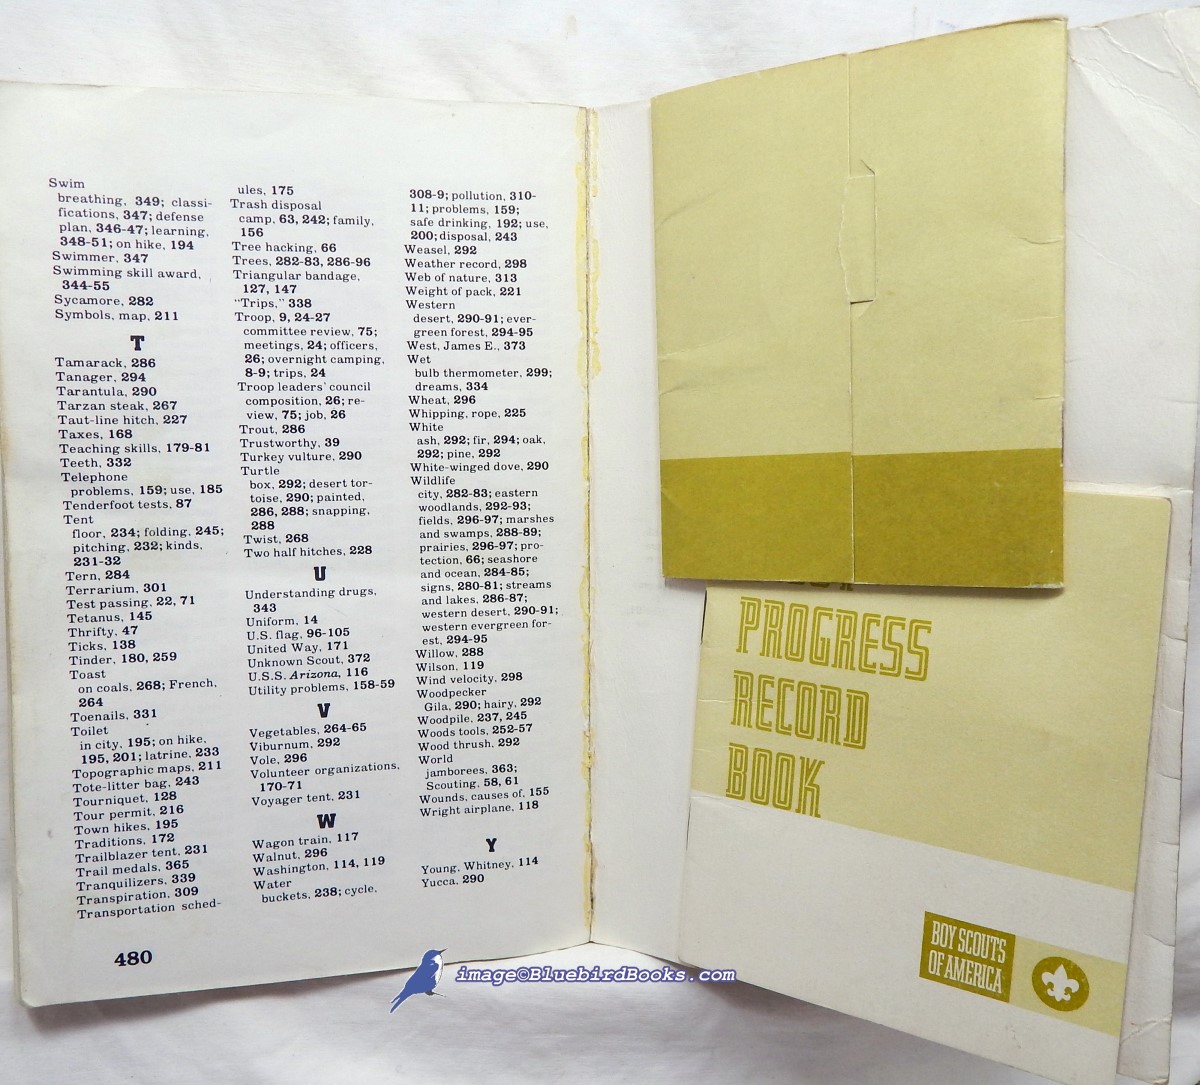 Swim
breathing, 349; classi-
fications, 347; defense
plan, 346-47; learning,
348-51; on hike, 194
Swimmer, 347
Swimming skill award,
344-55
Sycamore, 282
Symbols, map, 211
T
Tamarack, 286
Tanager, 294
Tarantula, 290
Tarzan steak, 267
Taut-line hitch, 227
Taxes, 168
Teaching skills, 179-81
Teeth, 332
Telephone
problems, 159; use, 185
Tenderfoot tests, 87
Tent
floor, 234; folding, 245;
pitching, 232; kinds,
231-32
Tern, 284
Terrarium, 301
Test passing, 22, 71
Tetanus, 145
Thrifty, 47
Ticks, 138
Tinder, 180, 259
Toast
on coals, 268; French,
264
Toenails, 331
Toilet
in city, 195; on hike,
195, 201; latrine, 233
Topographic maps, 211
Tote-litter bag, 243
Tourniquet, 128
Tour permit, 216
Town hikes, 195
Traditions, 172
Trailblazer tent, 231
Trail medals, 365
Tranquilizers, 339
Transpiration, 309
Transportation sched-
ules, 175
Trash disposal
camp, 63, 242; family,
156
Tree hacking, 66
Trees, 282-83, 286-96
Triangular bandage,
127, 147
"Trips," 338
Troop, 9, 24-27
committee review, 75;
meetings, 24; officers,
26; overnight camping,
8-9; trips, 24
Troop leaders' council
composition, 26; re-
view, 75; job, 26
Trout, 286
Trustworthy, 39
Turkey vulture, 290
Turtle
box, 292; desert tor-
toise, 290; painted,
286, 288; snapping,
288
Twist, 268
Two half hitches, 228
U
Understanding drugs,
343
Uniform, 14
U.S. flag, 96-105
United Way, 171
Unknown Scout, 372
U.S.S. Arizona, 116
Utility problems, 158-59
V
Vegetables, 264-65
Viburnum, 292
Vole, 296
Volunteer organizations,
170-71
Voyager tent, 231
W
Wagon train, 117
Walnut, 296
Washington, 114, 119
Water
buckets, 238; cycle,
308-9; pollution, 310-
11; problems, 159;
safe drinking, 192; use,
200; disposal, 243
Weasel, 292
Weather record, 298
Web of nature, 313
Weight of pack, 221
Western
desert, 290-91; ever-
green forest, 294-95
West, James E., 373
Wet
bulb thermometer, 299;
dreams, 334
Wheat, 296
Whipping, rope, 225
White
ash, 292; fir, 294; oak,
292; pine, 292
White-winged dove, 290
Wildlife
city, 282-83; eastern
woodlands, 292-93;
fields, 296-97; marshes
and swamps, 288-89;
prairies, 296-97; pro-
tection, 66; seashore
and ocean, 284-85;
signs, 280-81; streams
and lakes, 286-87;
western desert, 290-91;
western evergreen for-
est, 294-95
Willow, 288
Wilson, 119
Wind velocity, 298
Woodpecker
Gila, 290; hairy, 292
Woodpile, 237, 245
Woods tools, 252-57
Wood thrush, 292
World
jamborees, 363;
Scouting, 58, 61
Wounds, causes of, 155
Wright airplane, 118
Y
Young, Whitney, 114
Yucca, 290
480
PROGRESS
RECORD
BOOK
BOY SCOUTS
OF AMERICA
image©BluebirdBooks.com